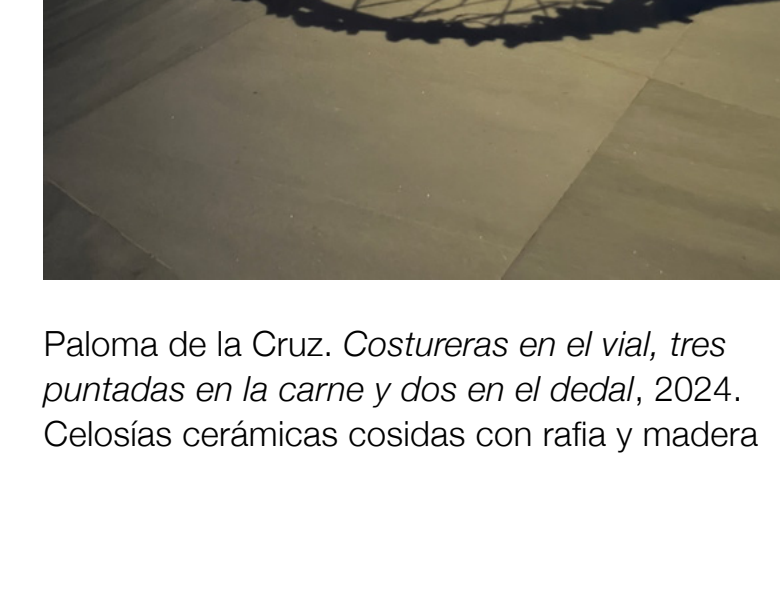 Paloma de la Cruz. Costureras en el vial, tres
puntadas en la carne y dos en el dedal, 2024.
Celosías cerámicas cosidas con rafia y madera